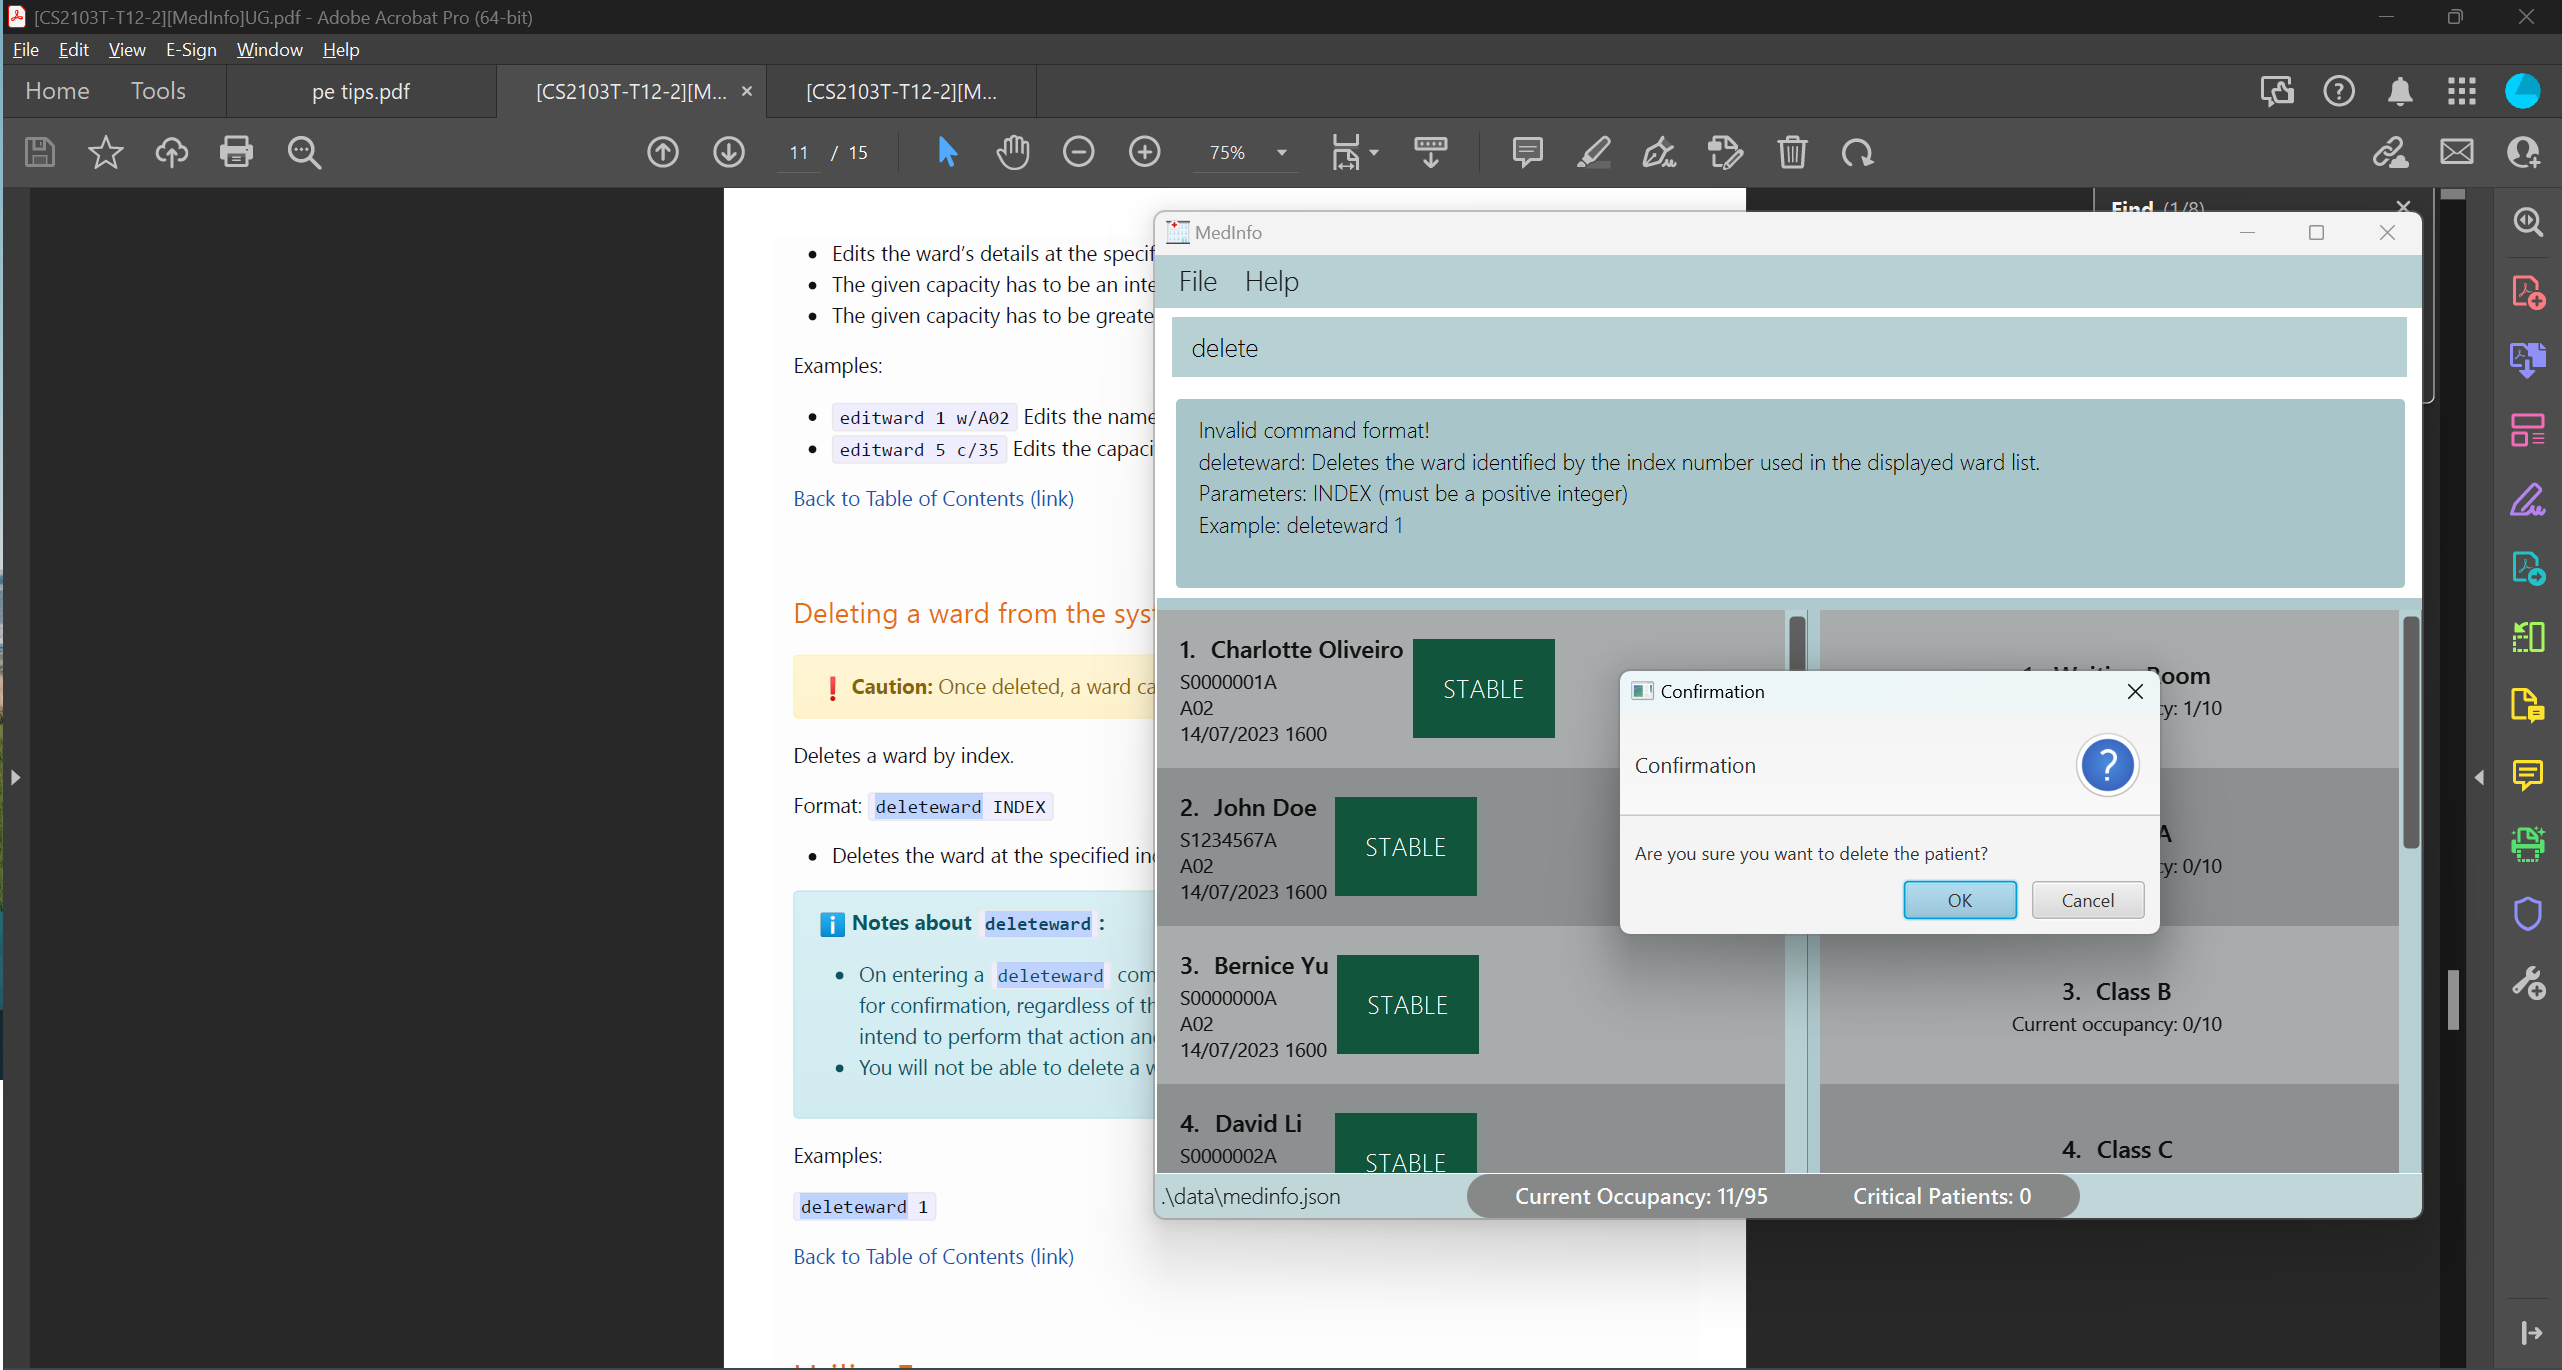 [CS2103T-T12-2][MedInfo]UG.pdf - Adobe Acrobat Pro (64-bit)
File Edit View E-Sign Window Help
Home Tools pe tips.pdf [CS2103T-T12-2][M... × [CS2103T-T12-2][M...
11 / 15 75%
Find (1/8)
Edits the ward's details at the specif
The given capacity has to be an inte
The given capacity has to be greate
Examples:
editward 1 w/A02 Edits the name
editward 5 c/35 Edits the capaci
Back to Table of Contents (link)
Deleting a ward from the syst
Caution: Once deleted, a ward ca
Deletes a ward by index.
Format: deleteward INDEX
Deletes the ward at the specified in
Notes about deleteward :
On entering a deleteward com
for confirmation, regardless of th
intend to perform that action an
You will not be able to delete a w
Examples:
deleteward 1
Back to Table of Contents (link)
MedInfo
File Help
delete
Invalid command format!
deleteward: Deletes the ward identified by the index number used in the displayed ward list.
Parameters: INDEX (must be a positive integer)
Example: deleteward 1
1. Charlotte Oliveiro
S0000001A
A02
14/07/2023 1600
STABLE
2. John Doe
S1234567A
A02
14/07/2023 1600
STABLE
3. Bernice Yu
S0000000A
A02
14/07/2023 1600
STABLE
4. David Li
S0000002A
STABLE
oom
cy: 1/10
A
cy: 0/10
3. Class B
Current occupancy: 0/10
4. Class C
Confirmation
Confirmation
Are you sure you want to delete the patient?
OK Cancel
.\data\medinfo.json
Current Occupancy: 11/95 Critical Patients: 0